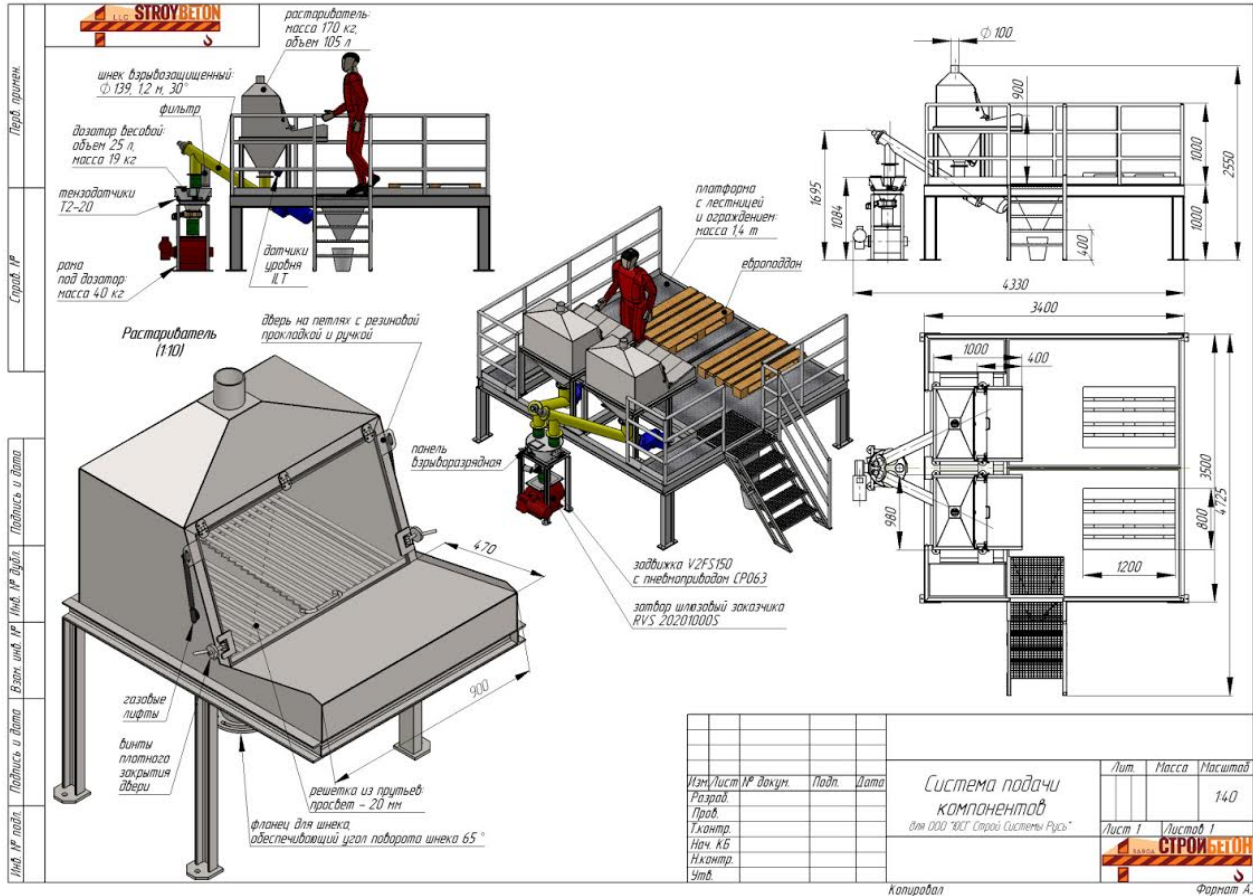 LLC STROYBETON
растариватель:
масса 170 кг,
объем 105 л
шнек взрывозащищенный:
Ф 139, 1,2 м, 30°
фильтр
дозатор весовой:
объем 25 л,
масса 19 кг
тензодатчики
Т2-20
рама
под дозатор:
масса 40 кг
датчики
уровня
ILT
платформа
с лестницей
и ограждением:
масса 1,4 т
европоддон
Ф 100
900
1000
2550
1695
1084
1000
400
4330
Растариватель
(1:10)
дверь на петлях с резиновой
прокладкой и ручкой
панель
взрыворазрядная
470
900
задвижка V2FS150
с пневмоприводом CP063
затвор шлюзовый заказчика
RVS 20201000S
газовые
лифты
винты
плотного
закрытия
двери
решетка из прутьев:
просвет - 20 мм
фланец для шнека,
обеспечивающий угол поворота шнека 65 °
3400
1000
400
980
3500
4725
800
1200
Перв. примен.
Справ. №
Подпись и дата
Инв. № дубл.
Взам. инв. №
Подпись и дата
Инв. № подл.
Изм. Лист № докум. Подп. Дата
Разраб.
Пров.
Т.контр.
Нач. КБ
Н.контр.
Утв.
Система подачи
компонентов
для ООО "ЮСГ Строй Системы Русь"
Лит. Масса Масштаб
1:40
Лист 1 Листов 1
ЗАВОД СТРОЙБЕТОН
Копировал
Формат